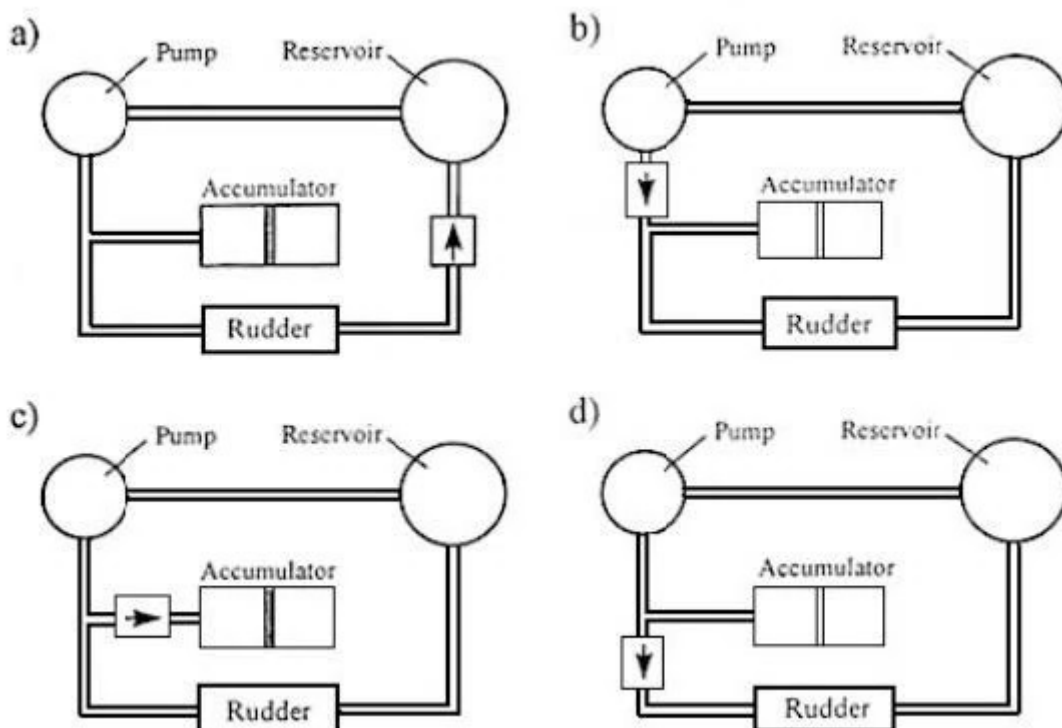 a)
Pump
Reservoir
Accumulator
Rudder
b)
Pump
Reservoir
Accumulator
Rudder
c)
Pump
Reservoir
Accumulator
Rudder
d)
Pump
Reservoir
Accumulator
Rudder